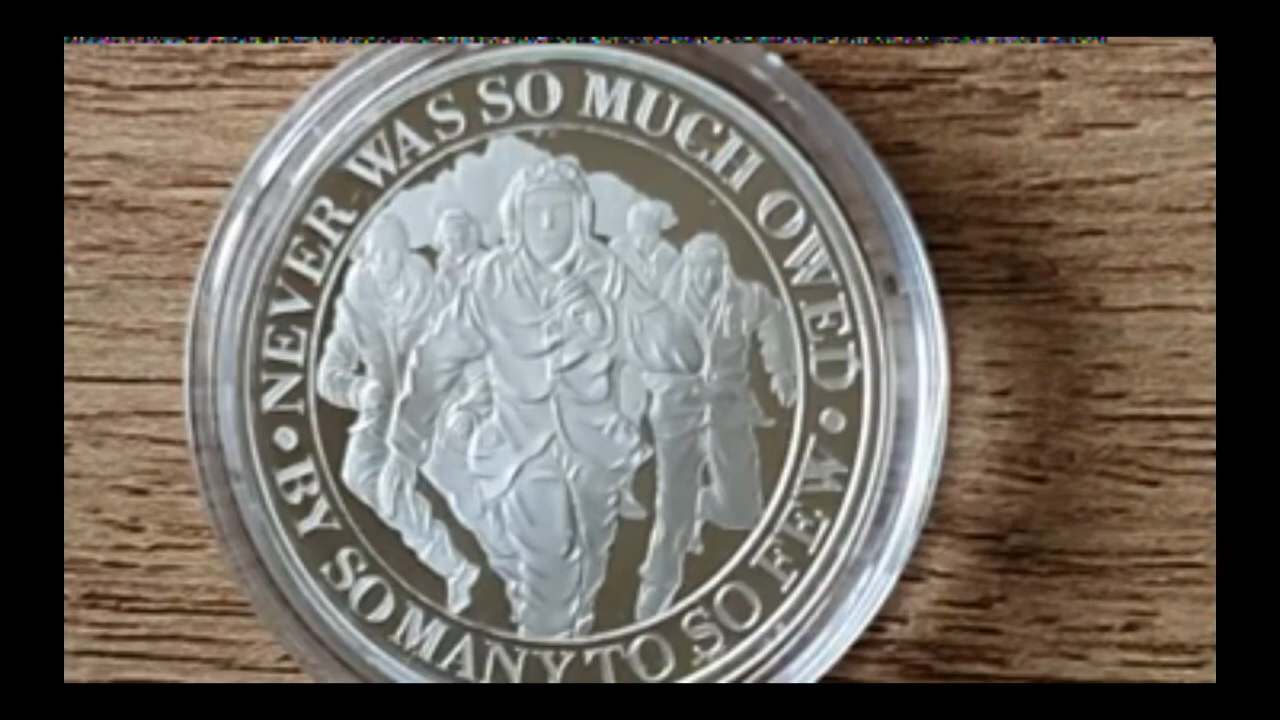 NEVER WAS SO MUCH OWED
• BY SO MANY TO SO FEW •